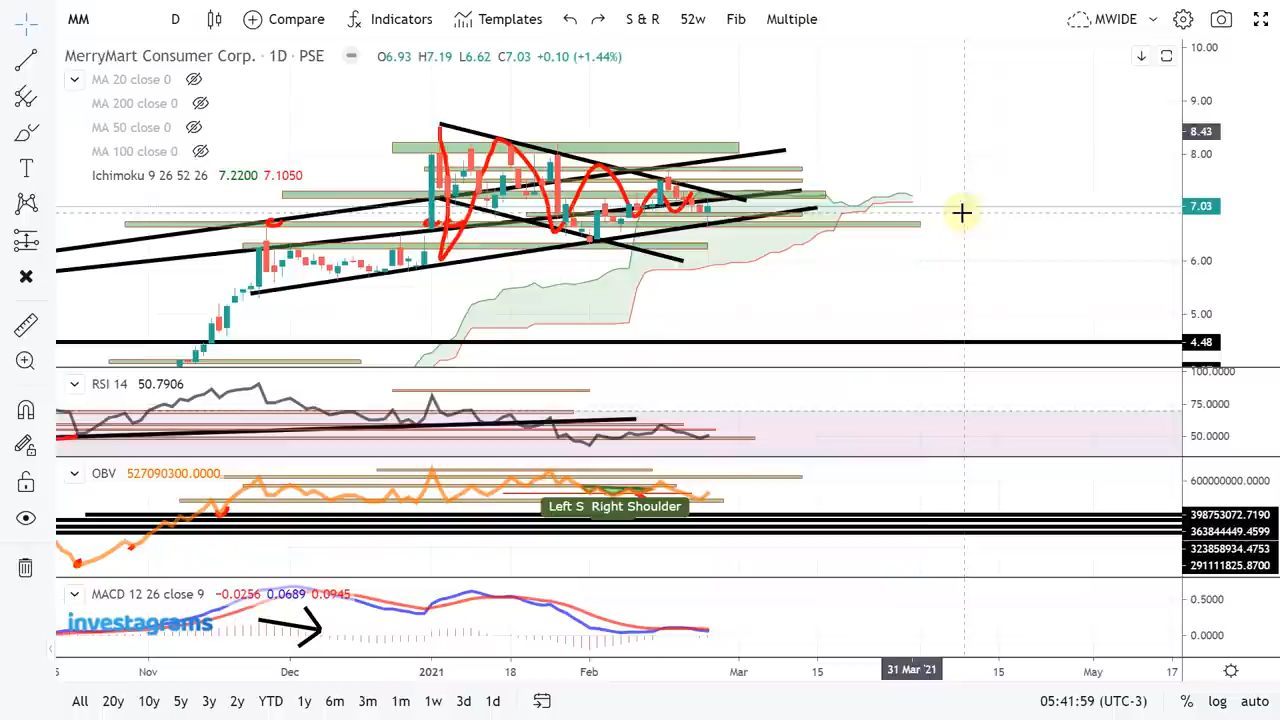 MM D Compare Indicators Templates S & R 52w Fib Multiple MWIDE
MerryMart Consumer Corp. · 1D · PSE O6.93 H7.19 L6.62 C7.03 +0.10 (+1.44%)
MA 20 close 0
MA 200 close 0
MA 50 close 0
MA 100 close 0
Ichimoku 9 26 52 26 7.2200 7.1050
10.00
9.00
8.43
8.00
7.03
6.00
5.00
4.48
RSI 14 50.7906
100.0000
75.0000
50.0000
OBV 527090300.0000
600000000.0000
Left S Right Shoulder
398753072.7190
363844449.4599
323858934.4753
291111825.8700
MACD 12 26 close 9 −0.0256 0.0689 0.0945
0.5000
0.0000
investagrams
Nov Dec 2021 18 Feb Mar 15 31 Mar '21 15 May 17
All 20y 10y 5y 3y 2y YTD 1y 6m 3m 1m 1w 3d 1d 05:41:59 (UTC-3) % log auto